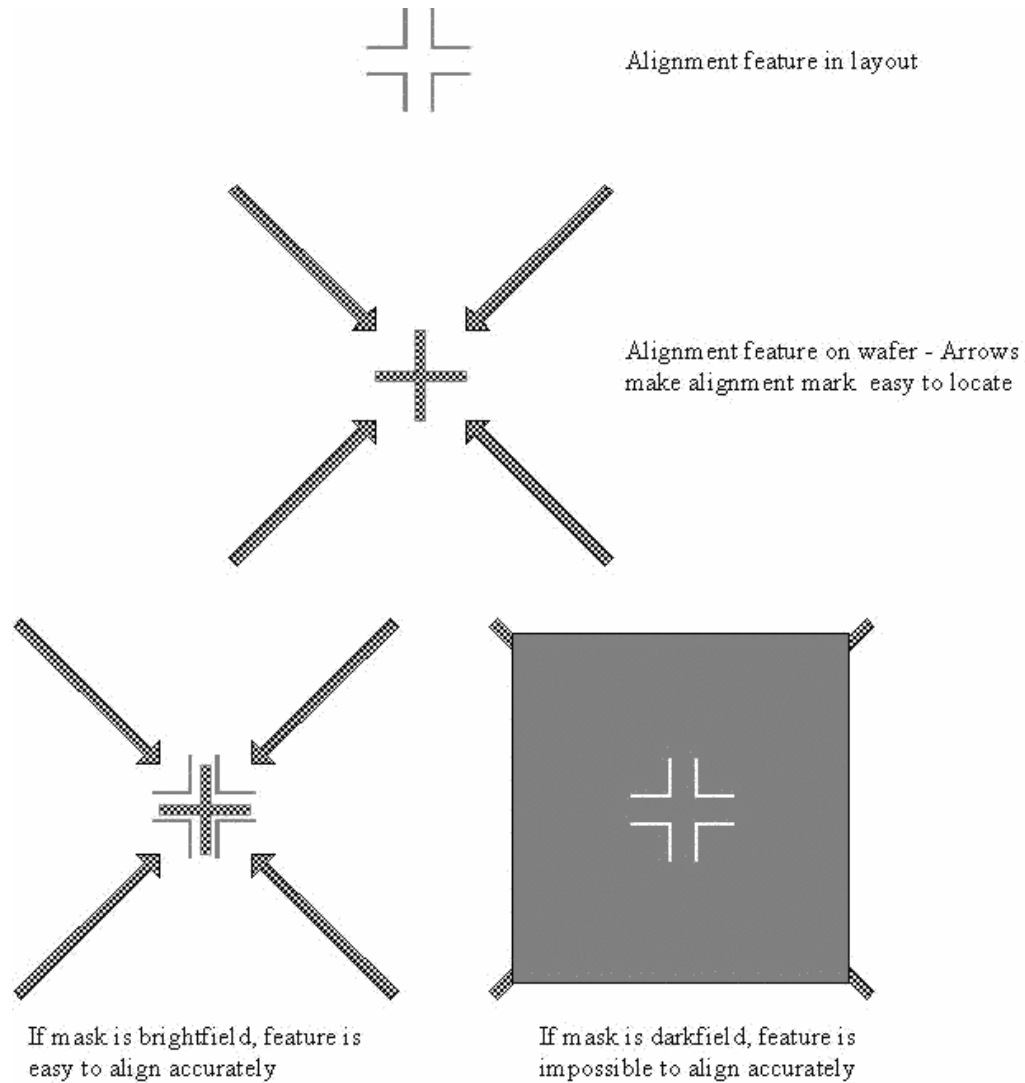 Alignment feature in layout
Alignment feature on wafer - Arrows
make alignment mark easy to locate
If mask is brightfield, feature is
easy to align accurately
If mask is darkfield, feature is
impossible to align accurately